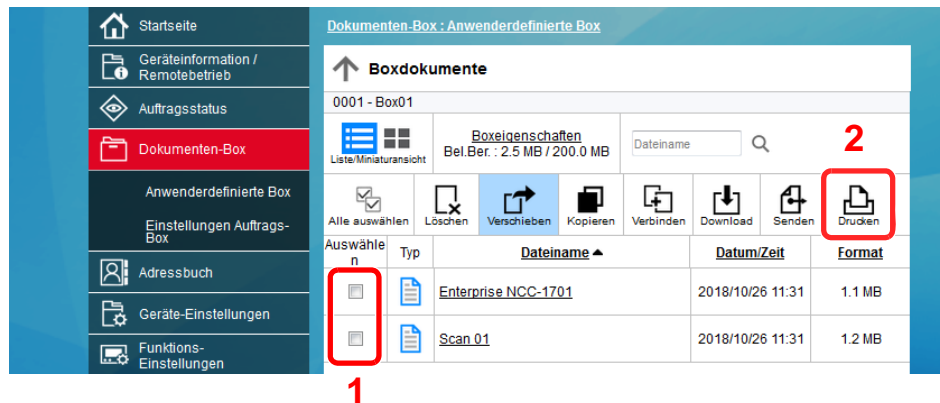 Startseite
Geräteinformation /
Remotebetrieb
Auftragsstatus
Dokumenten-Box
Anwenderdefinierte Box
Einstellungen Auftrags-
Box
Adressbuch
Geräte-Einstellungen
Funktions-
Einstellungen
Dokumenten-Box : Anwenderdefinierte Box
Boxdokumente
0001 - Box01
Liste/Miniaturansicht
Boxeigenschaften
Bel.Ber. : 2.5 MB / 200.0 MB
Dateiname
2
Alle auswählen Löschen Verschieben Kopieren Verbinden Download Senden Drucken
Auswähle
n
Typ Dateiname Datum/Zeit Format
Enterprise NCC-1701 2018/10/26 11:31 1.1 MB
Scan 01 2018/10/26 11:31 1.2 MB
1